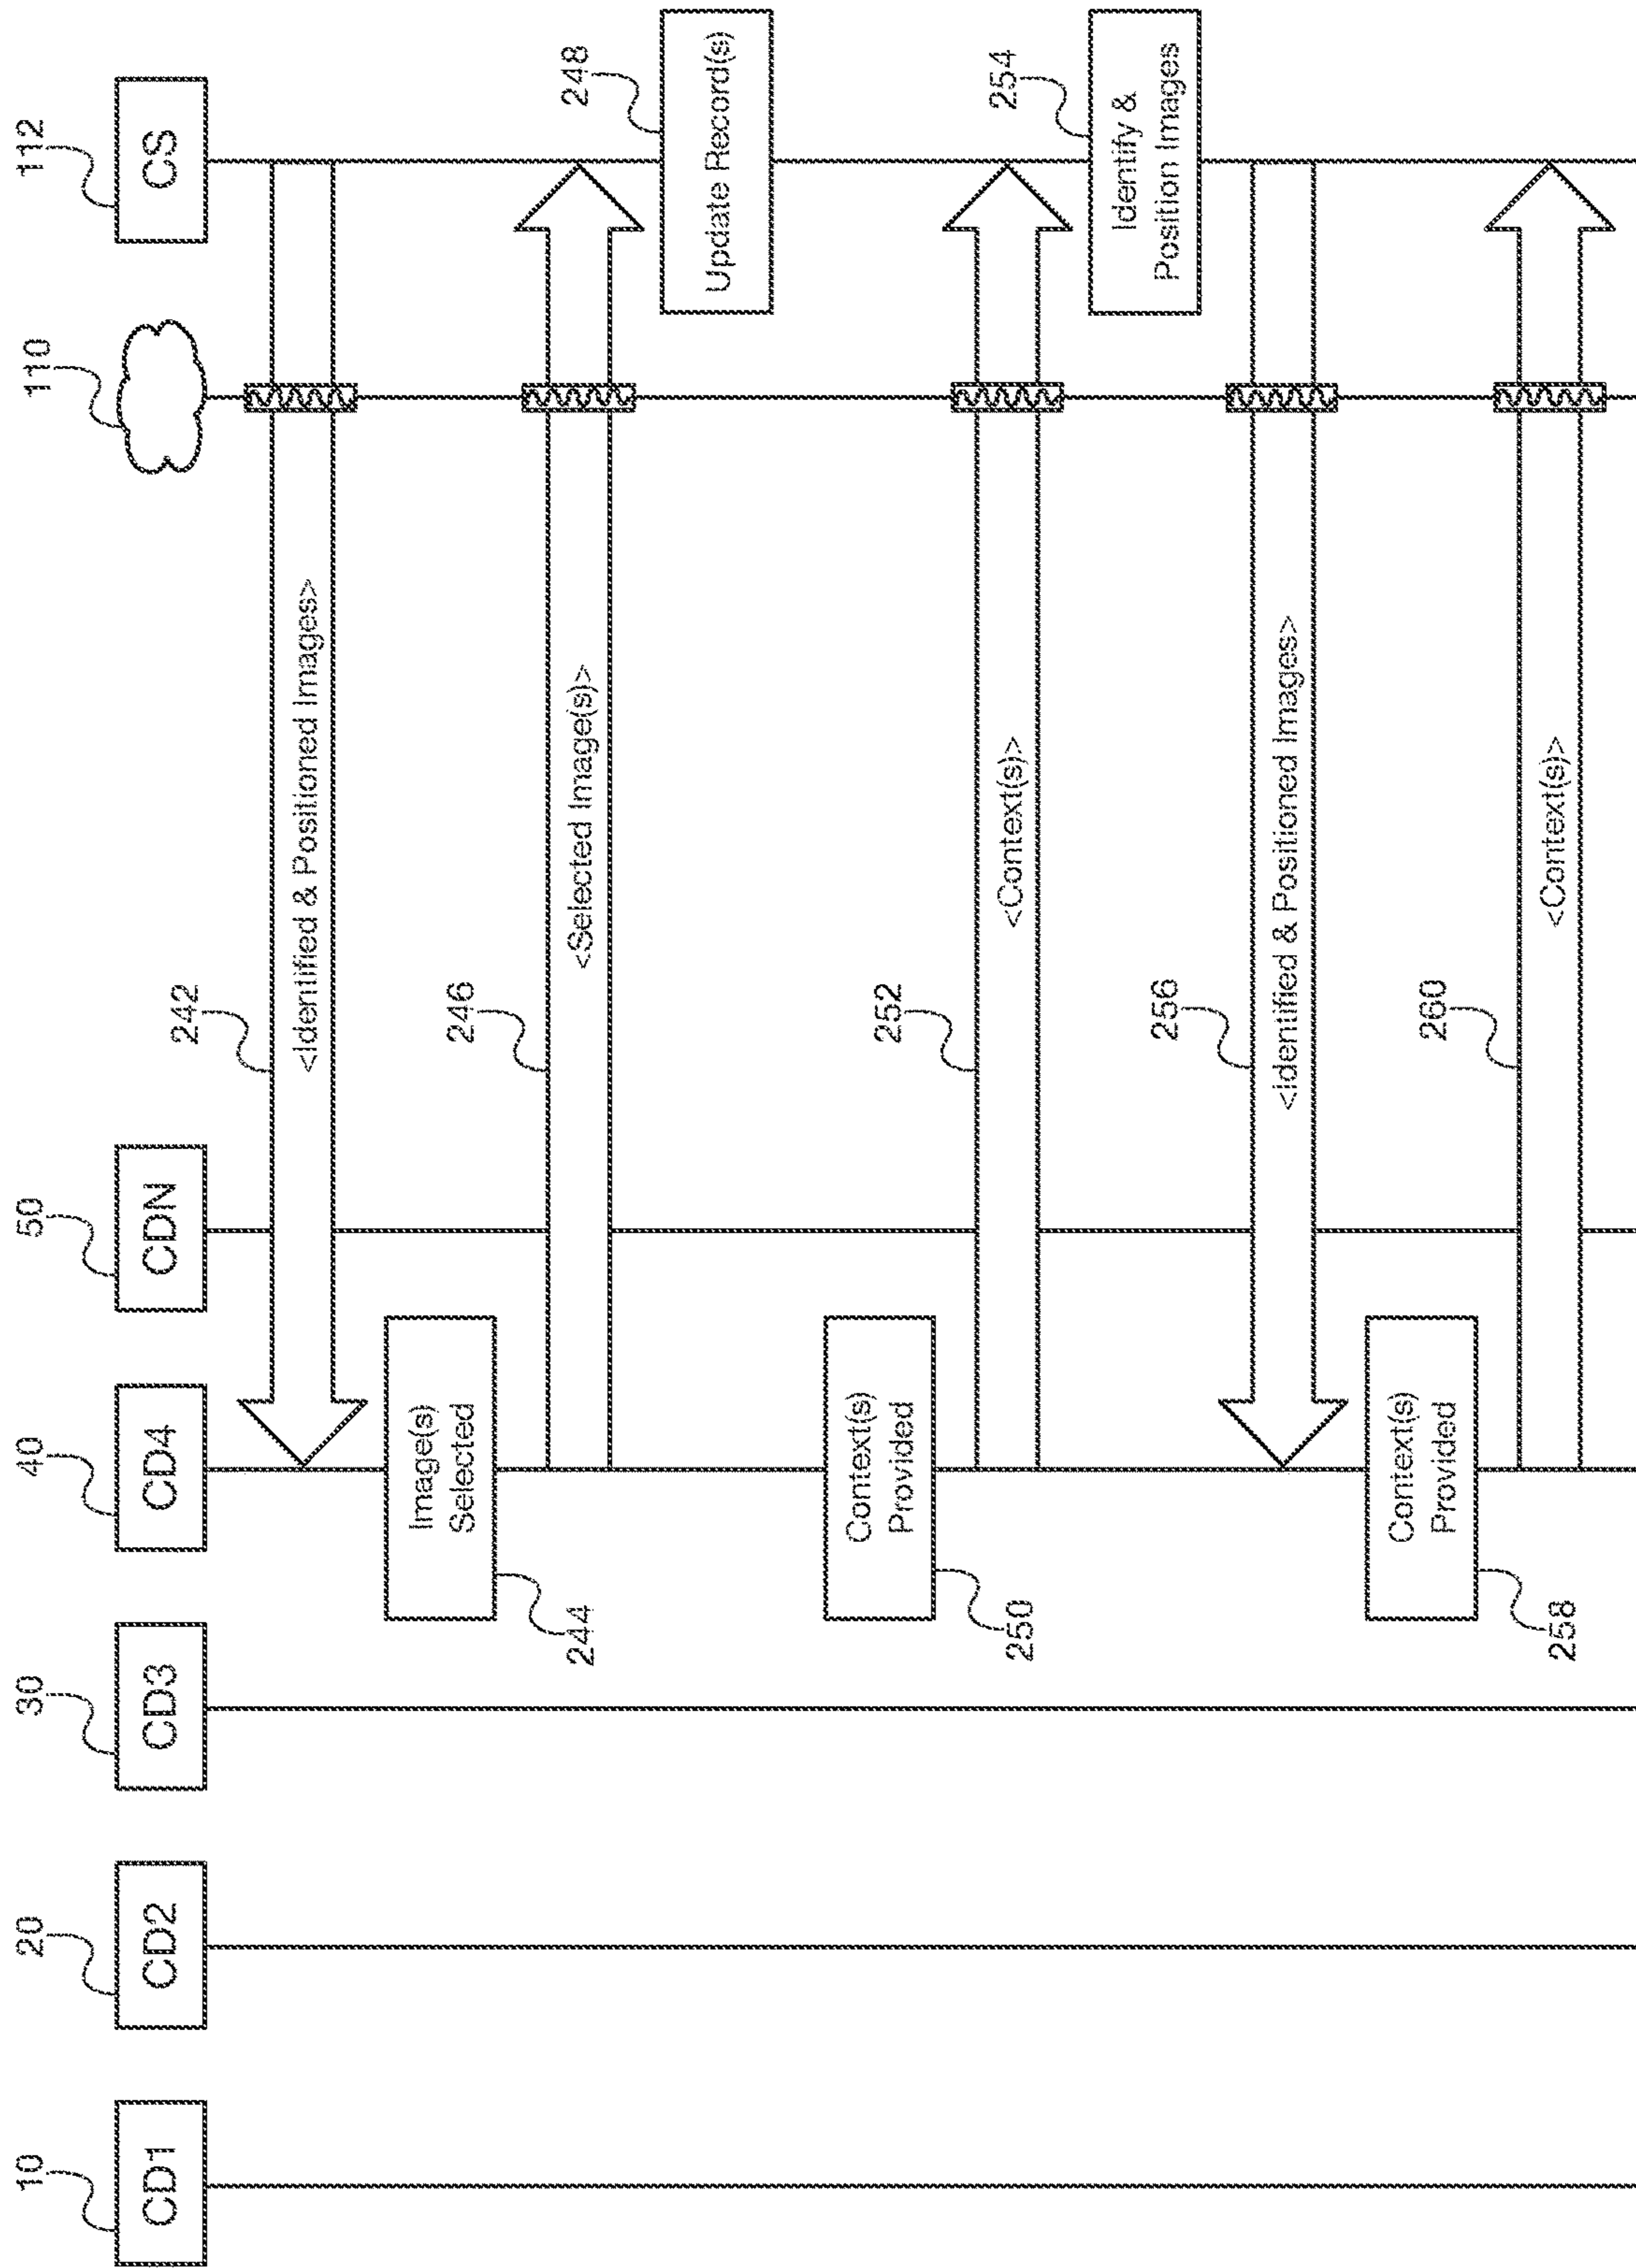 10
20
30
40
50
110
112
CD1
CD2
CD3
CD4
CDN
CS
242
<Identified & Positioned Images>
Image(s)
Selected
244
246
<Selected Image(s)>
248
Update Record(s)
Context(s)
Provided
250
252
<Context(s)>
254
Identify &
Position Images
256
<Identified & Positioned Images>
Context(s)
Provided
258
260
<Context(s)>